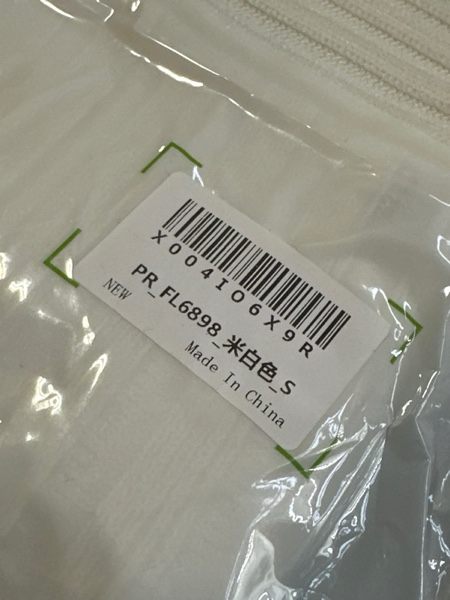 X004IO6X9R
PR_FL6898_米白色_S
NEW
Made In China